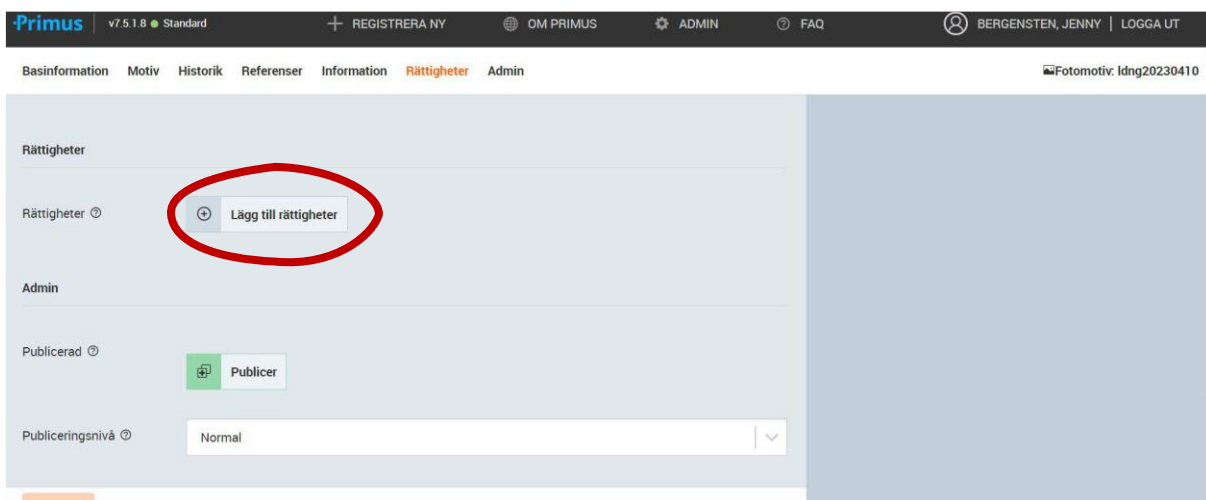 Primus v7.5.1.8 Standard REGISTRERA NY OM PRIMUS ADMIN FAQ BERGENSTEN, JENNY | LOGGA UT
Basinformation Motiv Historik Referenser Information Rättigheter Admin Fotomotiv: ldng20230410
Rättigheter
Rättigheter Lägg till rättigheter
Admin
Publicerad
Publicer
Publiceringsnivå Normal